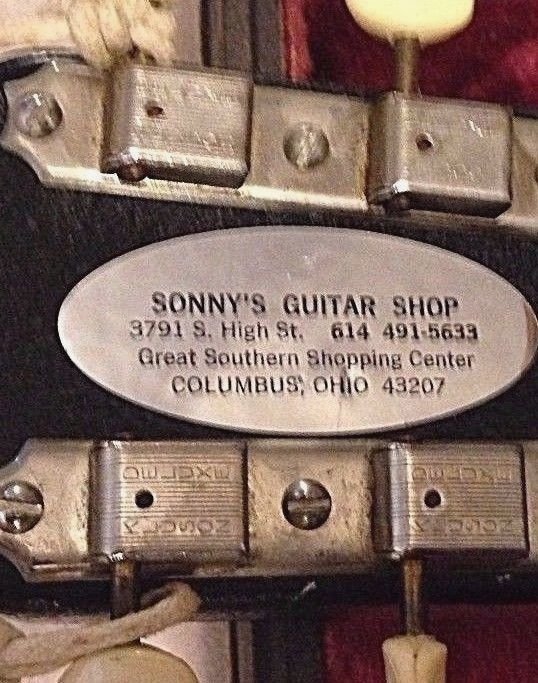 SONNY'S GUITAR SHOP
3791 S. High St. 614 491-5633
Great Southern Shopping Center
COLUMBUS, OHIO 43207